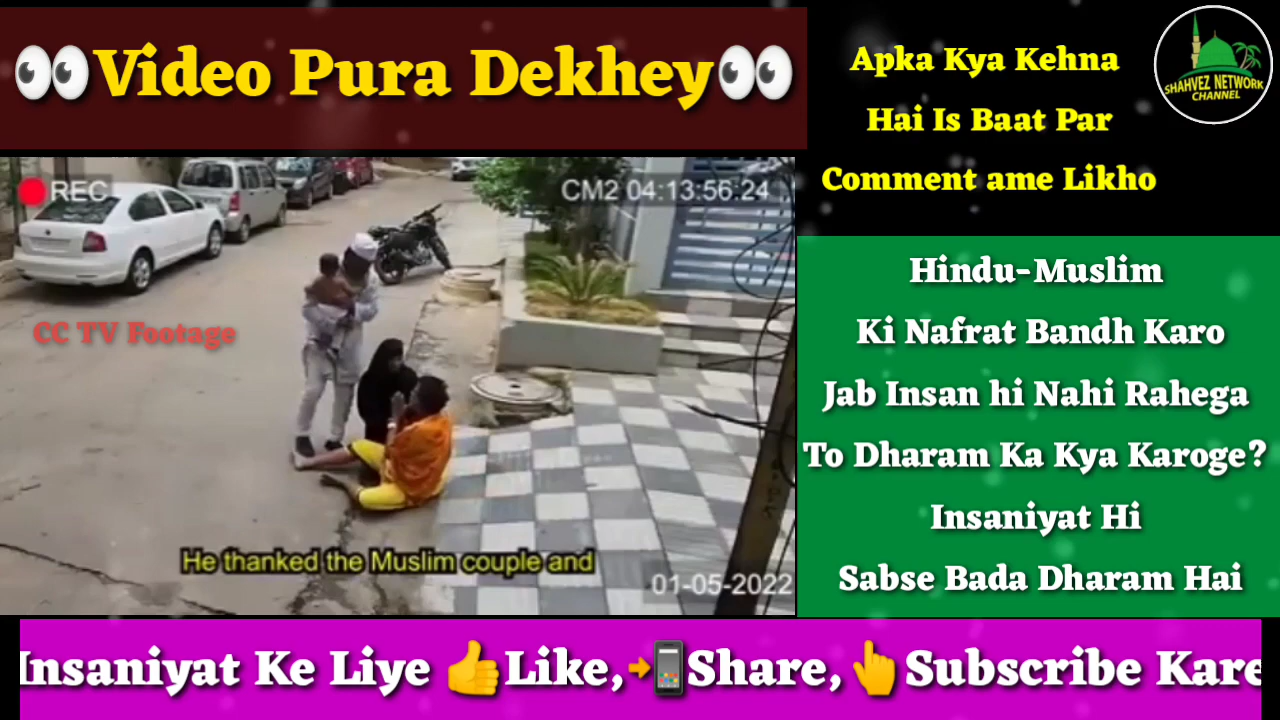 Video Pura Dekhey
Apka Kya Kehna
Hai Is Baat Par
Comment ame Likho
SHAHVEZ NETWORK
CHANNEL
REC
CM2 04:13:56:24
CC TV Footage
He thanked the Muslim couple and
01-05-2022
Hindu-Muslim
Ki Nafrat Bandh Karo
Jab Insan hi Nahi Rahega
To Dharam Ka Kya Karoge?
Insaniyat Hi
Sabse Bada Dharam Hai
Insaniyat Ke Liye 👍Like,📲Share,👆Subscribe Kare